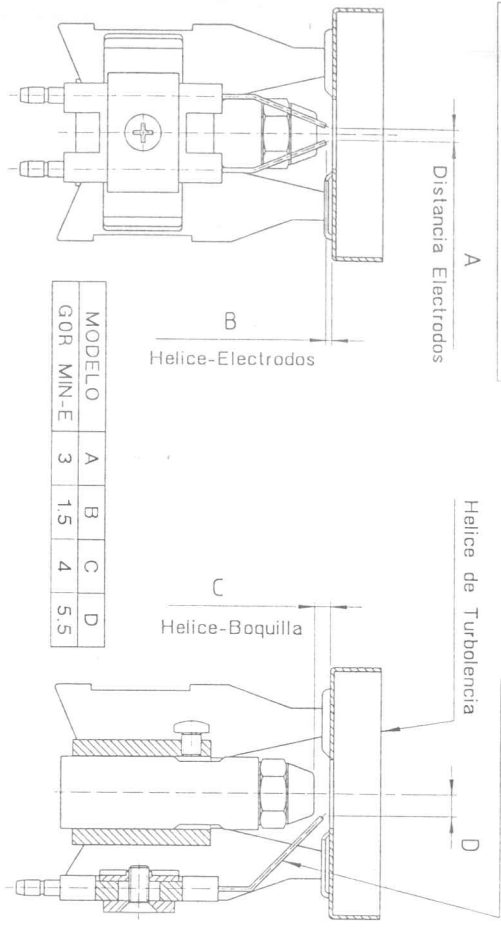 A
Distancia Electrodos
B
Helice-Electrodos
MODELO A B C D
GOR MIN-E 3 1.5 4 5.5
Helice de Turbolencia
C
Helice-Boquilla
D